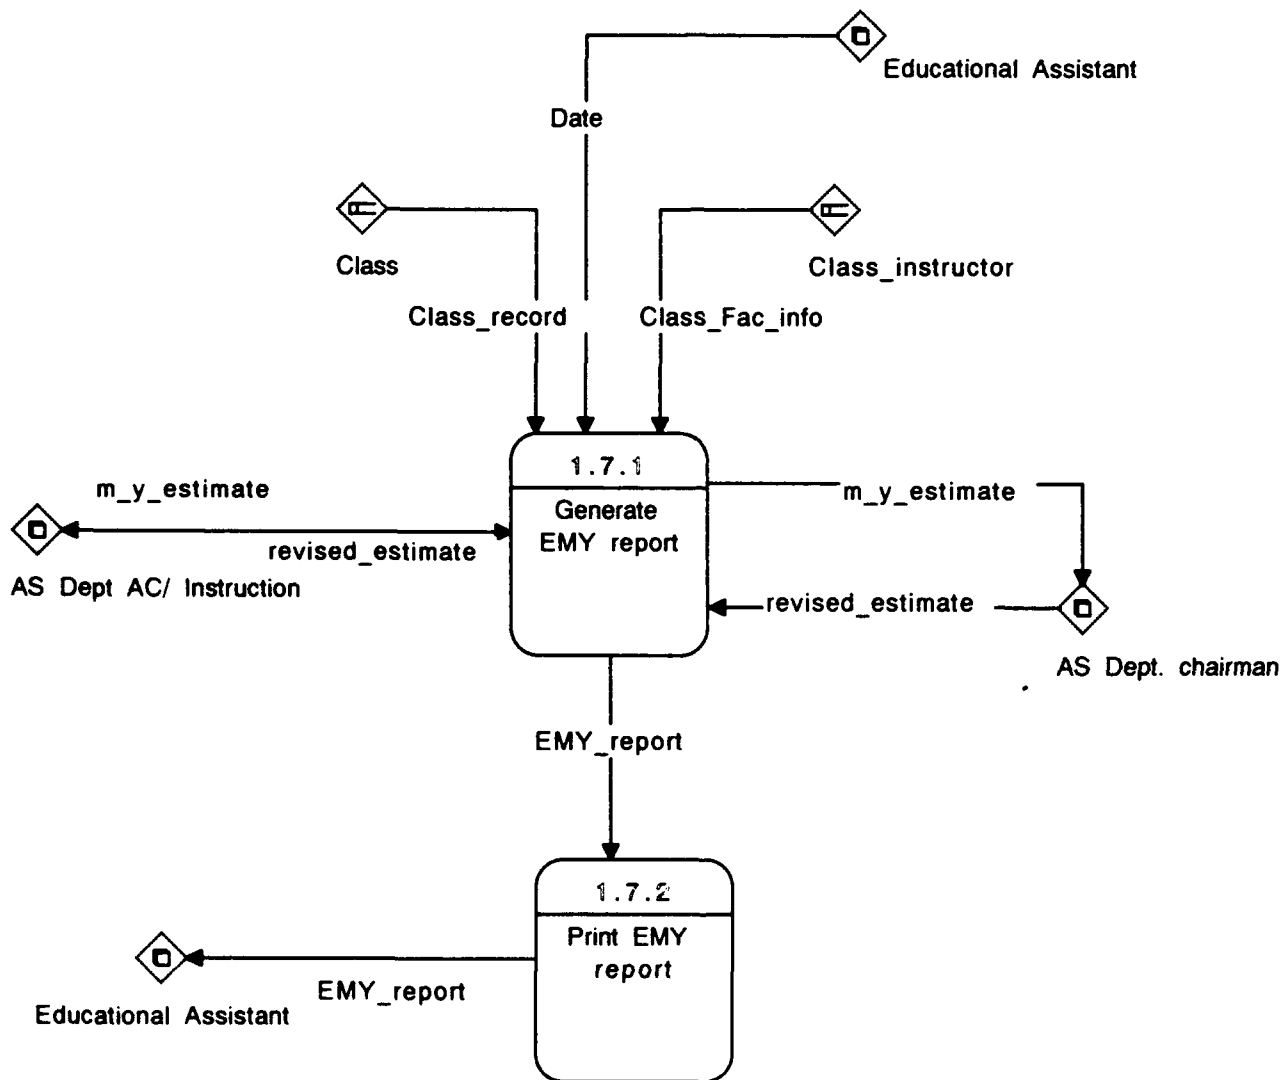 Educational Assistant
Date
Class
Class_instructor
Class_record
Class_Fac_info
1.7.1
Generate
EMY report
m_y_estimate
revised_estimate
AS Dept AC/ Instruction
m_y_estimate
revised_estimate
AS Dept. chairman
EMY_report
1.7.2
Print EMY
report
EMY_report
Educational Assistant